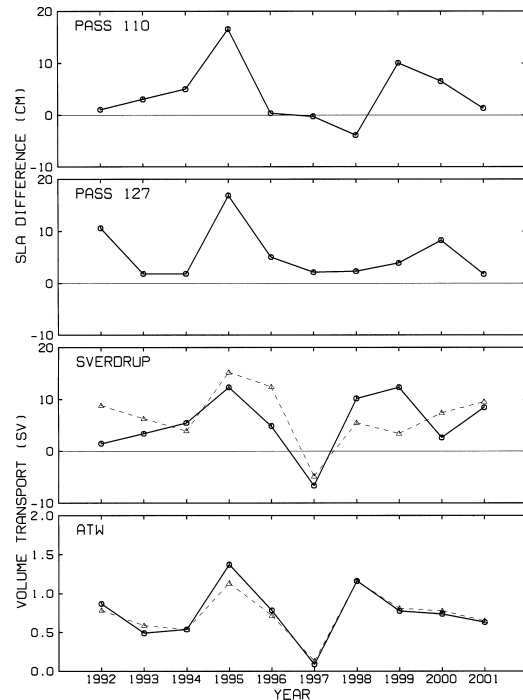 20
PASS 110
10
0
-10
20
PASS 127
10
0
-10
SLA DIFFERENCE (CM)
20
SVERDRUP
10
0
-10
2.0
ATW
1.5
1.0
0.5
0.0
VOLUME TRANSPORT (SV)
1992 1993 1994 1995 1996 1997 1998 1999 2000 2001
YEAR